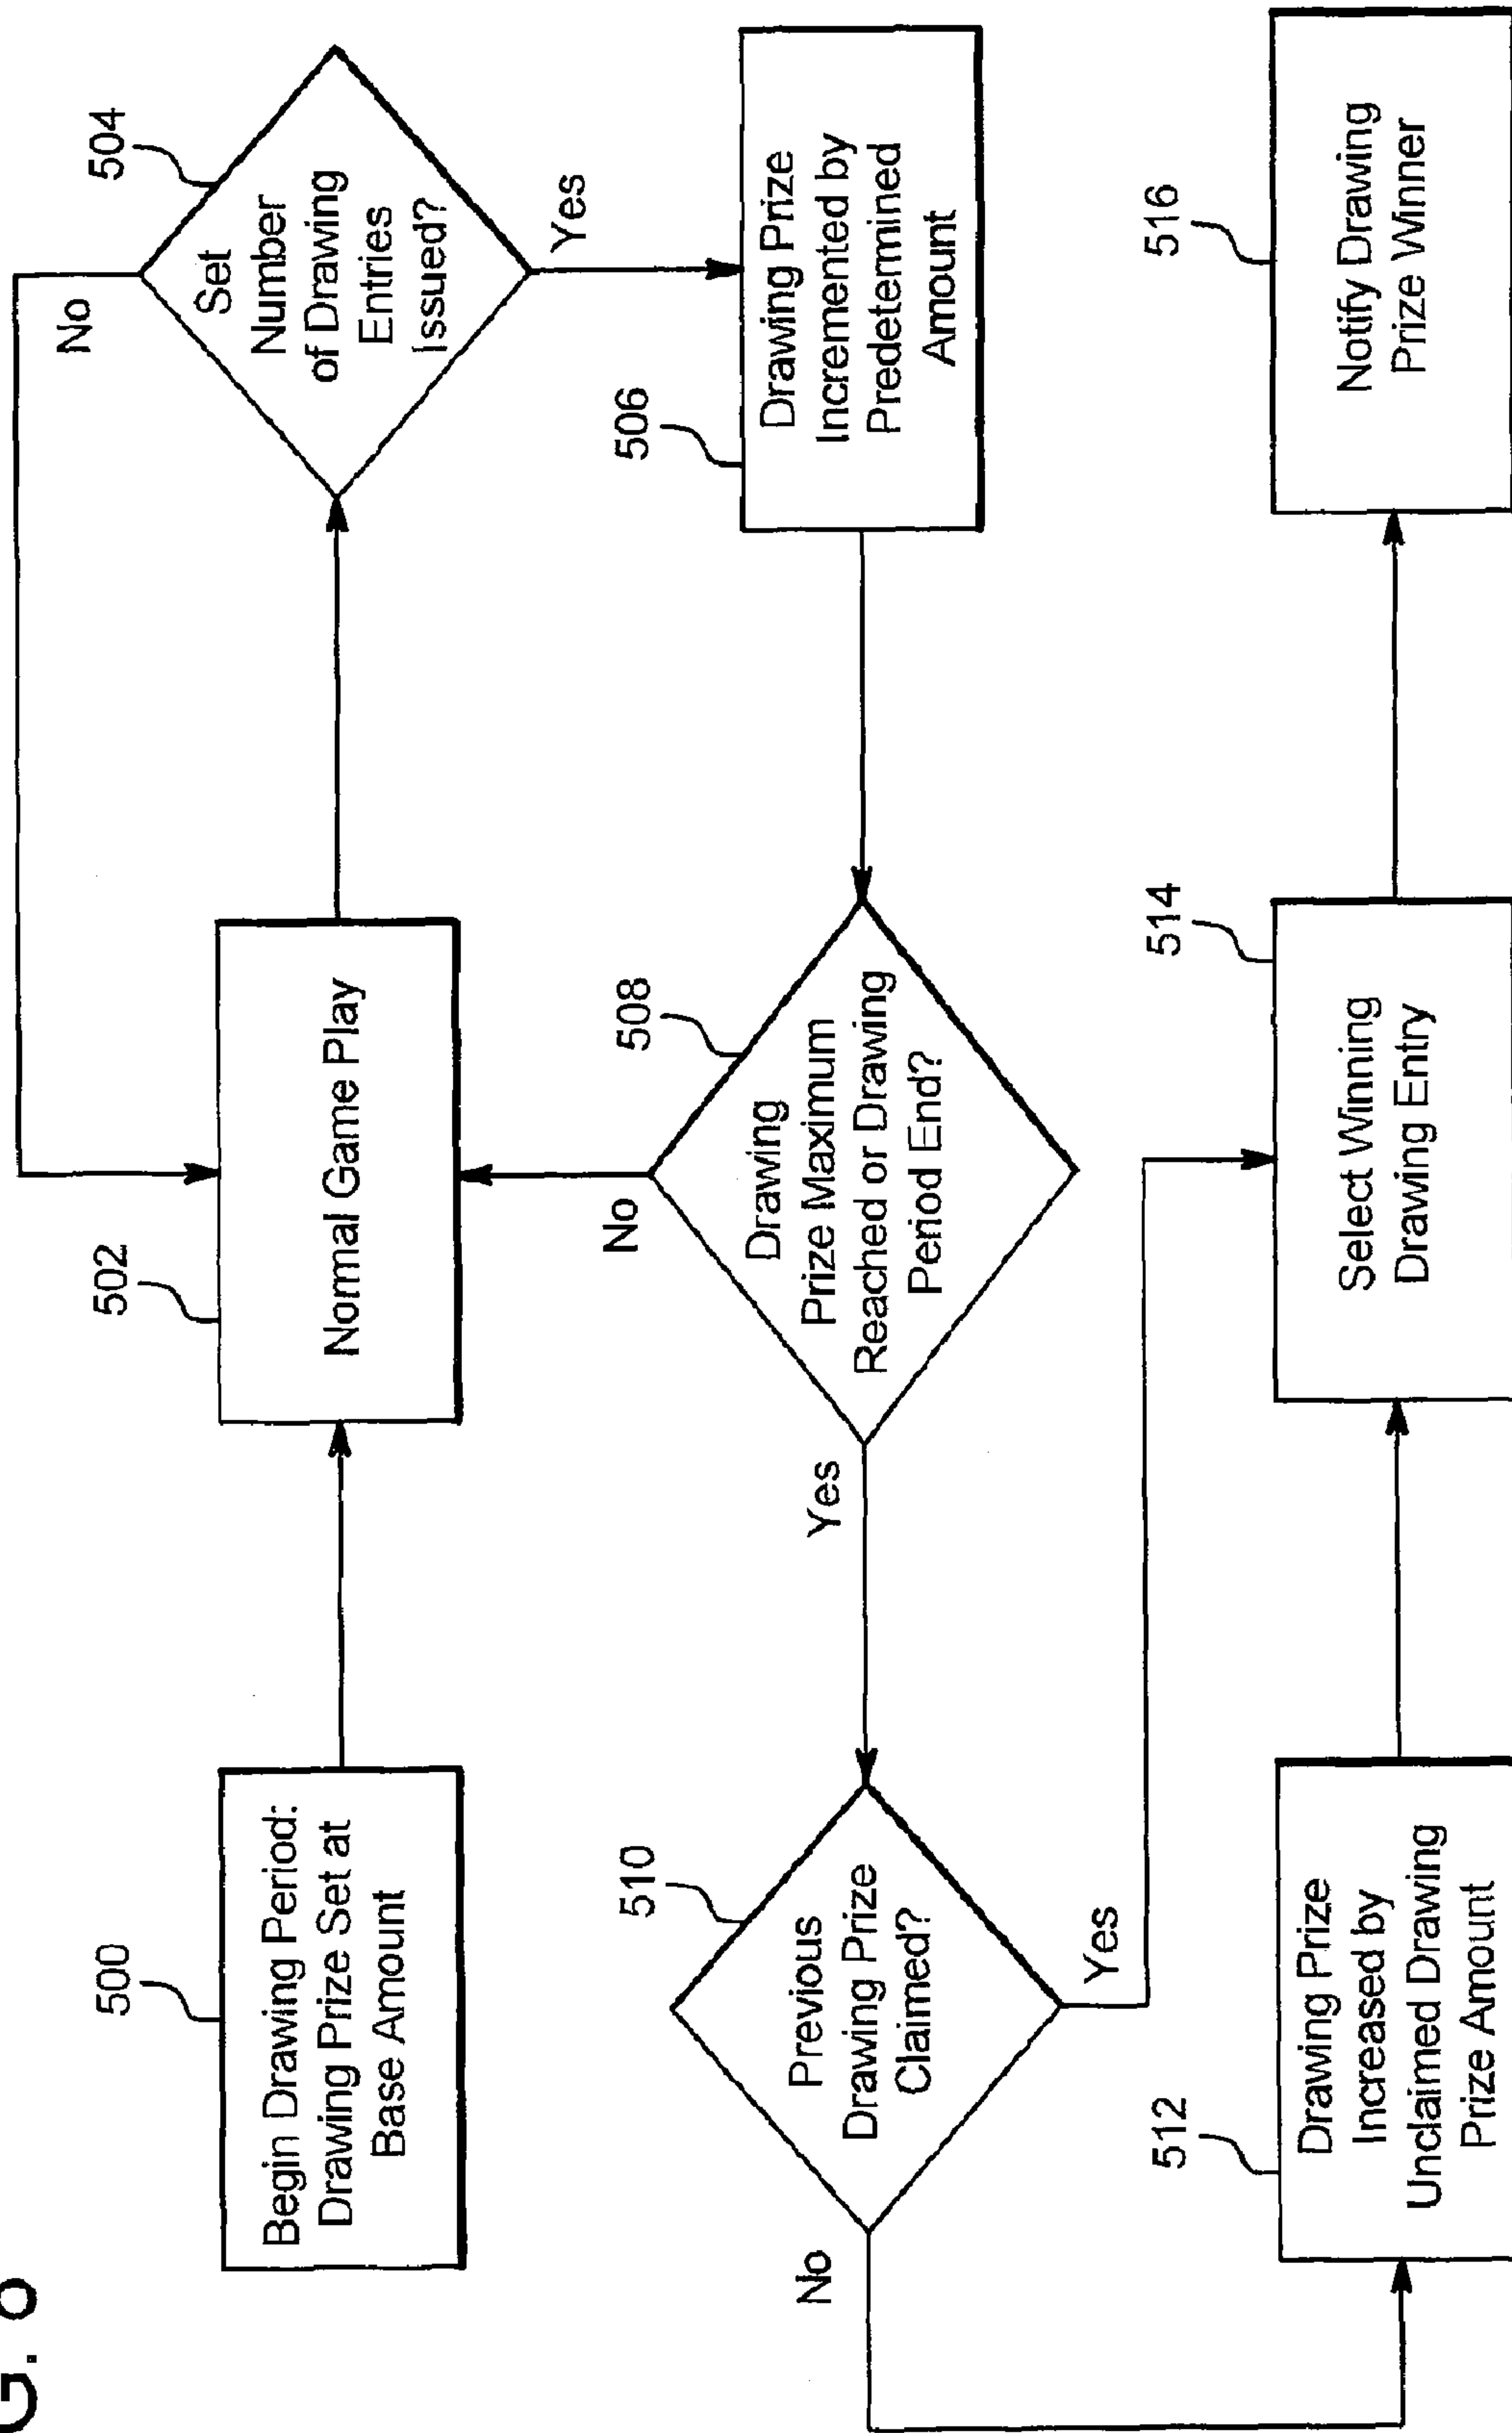 G.
500
Begin Drawing Period:
Drawing Prize Set at
Base Amount
502
Normal Game Play
504
Set
Number
of Drawing
Entries
Issued?
No
Yes
506
Drawing Prize
Incremented by
Predetermined
Amount
508
Drawing
Prize Maximum
Reached or Drawing
Period End?
No
Yes
510
Previous
Drawing Prize
Claimed?
No
Yes
512
Drawing Prize
Increased by
Unclaimed Drawing
Prize Amount
514
Select Winning
Drawing Entry
516
Notify Drawing
Prize Winner